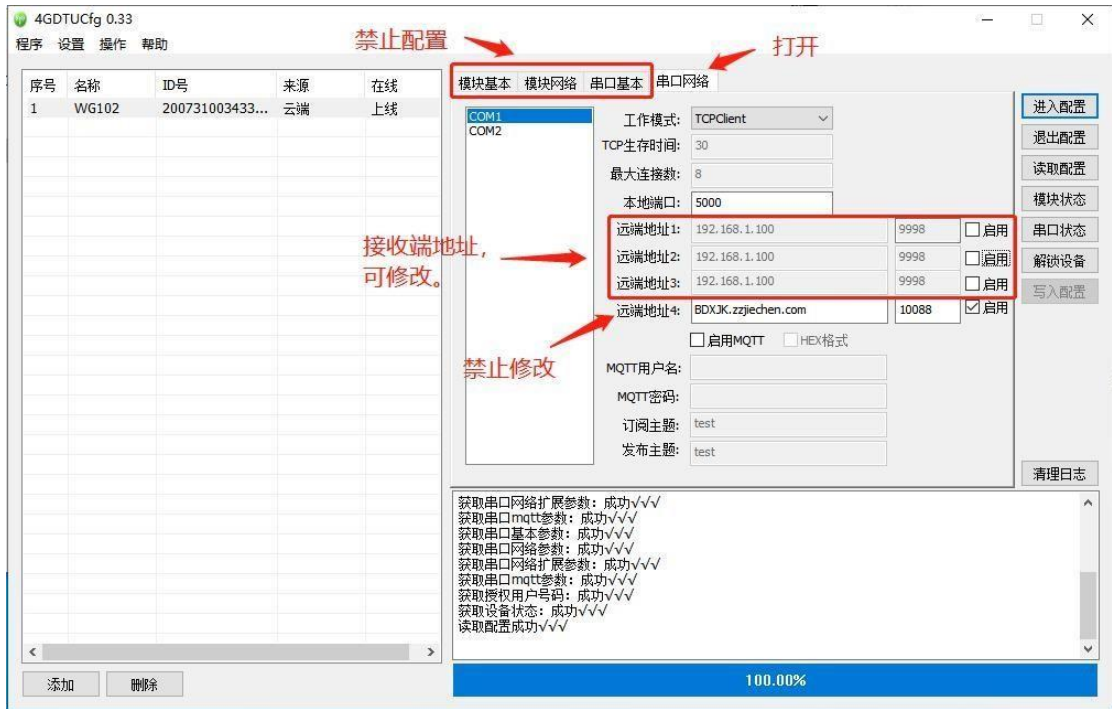 4GDTUCfg 0.33
程序 设置 操作 帮助
禁止配置
打开
序号 名称 ID号 来源 在线
1 WG102 200731003433... 云端 上线
模块基本 模块网络 串口基本 串口网络
COM1
COM2
工作模式: TCPClient
TCP生存时间: 30
最大连接数: 8
本地端口: 5000
远端地址1: 192.168.1.100 9998 启用
远端地址2: 192.168.1.100 9998 启用
远端地址3: 192.168.1.100 9998 启用
远端地址4: BDXJK.zzjiechen.com 10088 启用
接收端地址,
可修改。
禁止修改
启用MQTT HEX格式
MQTT用户名:
MQTT密码:
订阅主题: test
发布主题: test
进入配置
退出配置
读取配置
模块状态
串口状态
解锁设备
写入配置
清理日志
获取串口网络扩展参数: 成功√√√
获取串口mqtt参数: 成功√√√
获取串口基本参数: 成功√√√
获取串口网络参数: 成功√√√
获取串口网络扩展参数: 成功√√√
获取串口mqtt参数: 成功√√√
获取授权用户号码: 成功√√√
获取设备状态: 成功√√√
读取配置成功√√√
添加 删除
100.00%